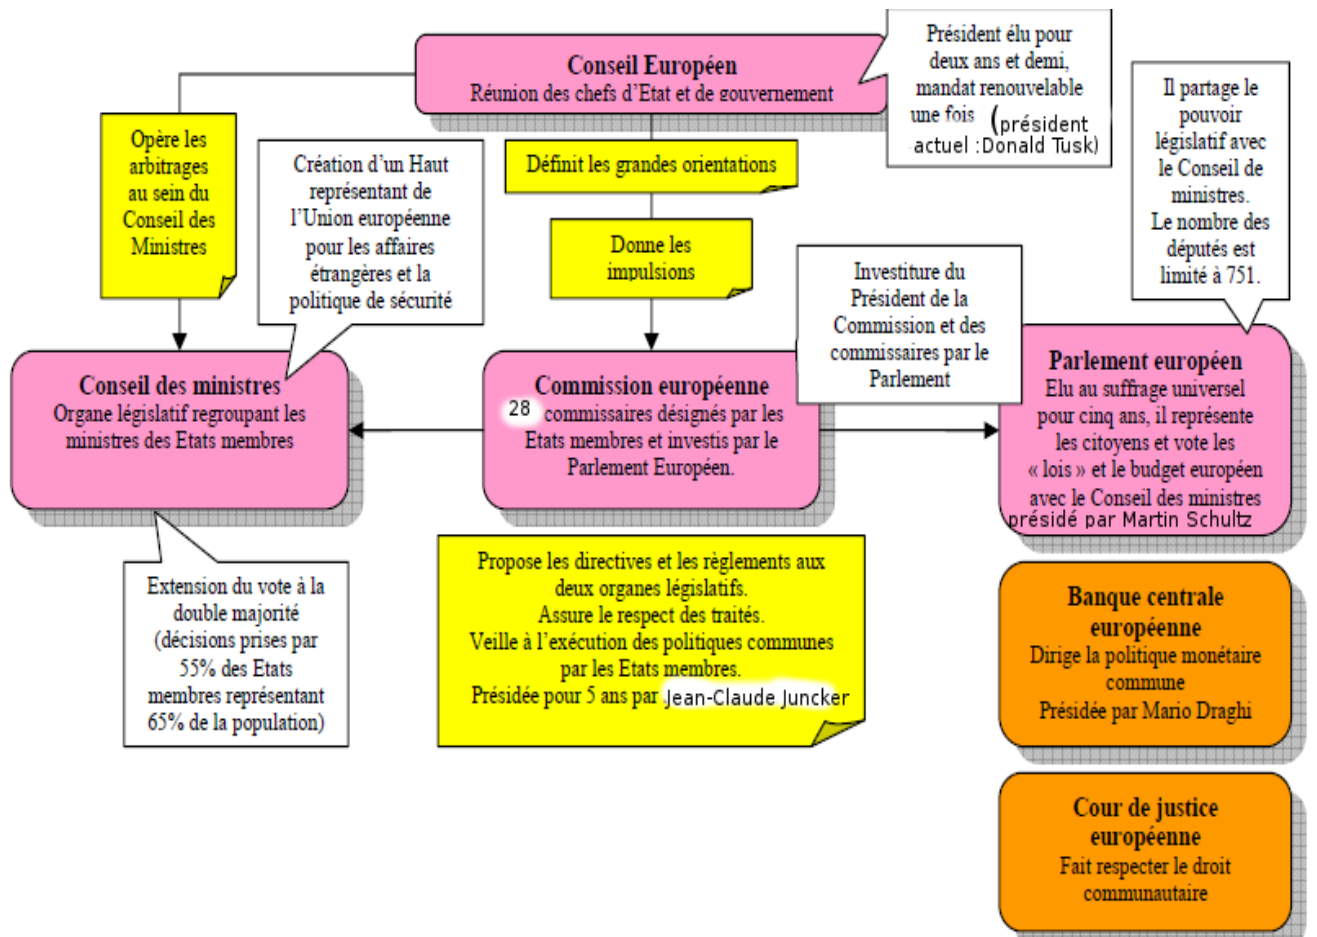 Conseil Européen
Réunion des chefs d'Etat et de gouvernement
Président élu pour
deux ans et demi,
mandat renouvelable
une fois (président
actuel :Donald Tusk)
Il partage le
pouvoir
législatif avec
le Conseil de
ministres.
Le nombre des
députés est
limité à 751.
Opère les
arbitrages
au sein du
Conseil des
Ministres
Création d'un Haut
représentant de
l'Union européenne
pour les affaires
étrangères et la
politique de sécurité
Définit les grandes orientations
Donne les
impulsions
Investiture du
Président de la
Commission et des
commissaires par le
Parlement
Conseil des ministres
Organe législatif regroupant les
ministres des Etats membres
Commission européenne
28 commissaires désignés par les
Etats membres et investis par le
Parlement Européen.
Parlement européen
Elu au suffrage universel
pour cinq ans, il représente
les citoyens et vote les
« lois » et le budget européen
avec le Conseil des ministres
présidé par Martin Schultz
Extension du vote à la
double majorité
(décisions prises par
55% des Etats
membres représentant
65% de la population)
Propose les directives et les règlements aux
deux organes législatifs.
Assure le respect des traités.
Veille à l'exécution des politiques communes
par les Etats membres.
Présidée pour 5 ans par Jean-Claude Juncker
Banque centrale
européenne
Dirige la politique monétaire
commune
Présidée par Mario Draghi
Cour de justice
européenne
Fait respecter le droit
communautaire